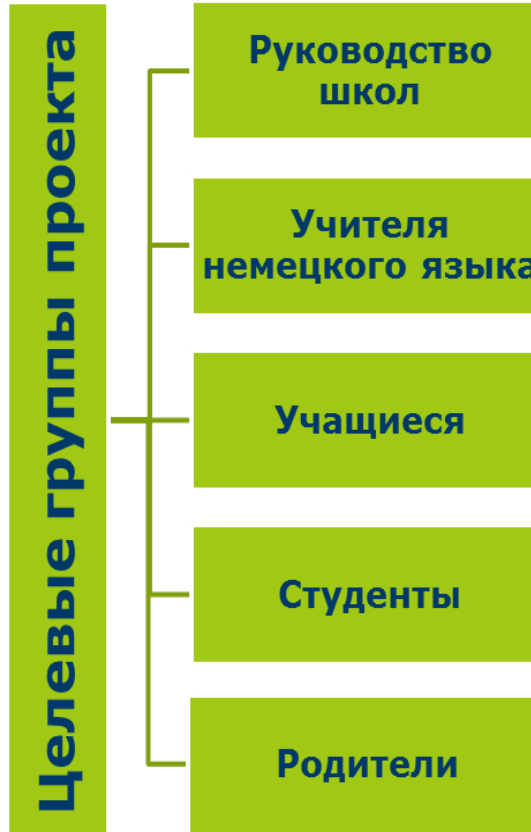 Целевые группы проекта
Руководство
школ
Учителя
немецкого языка
Учащиеся
Студенты
Родители